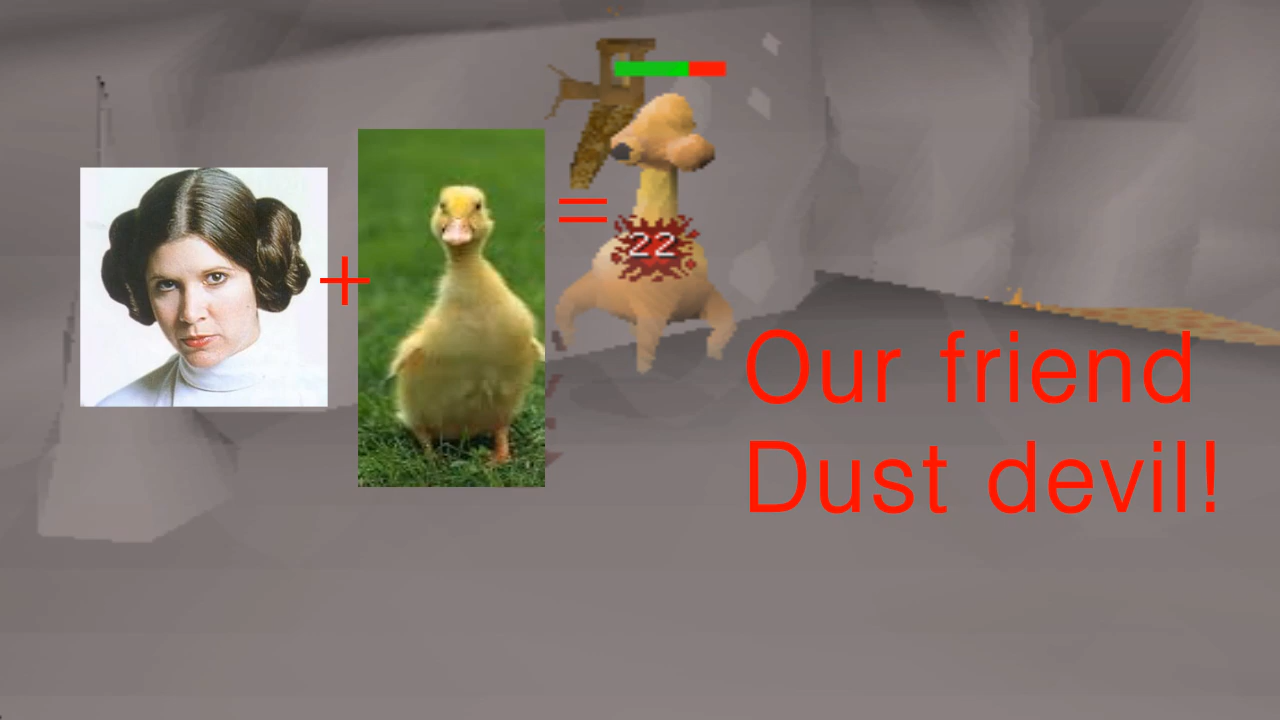 +
=
22
Our friend
Dust devil!